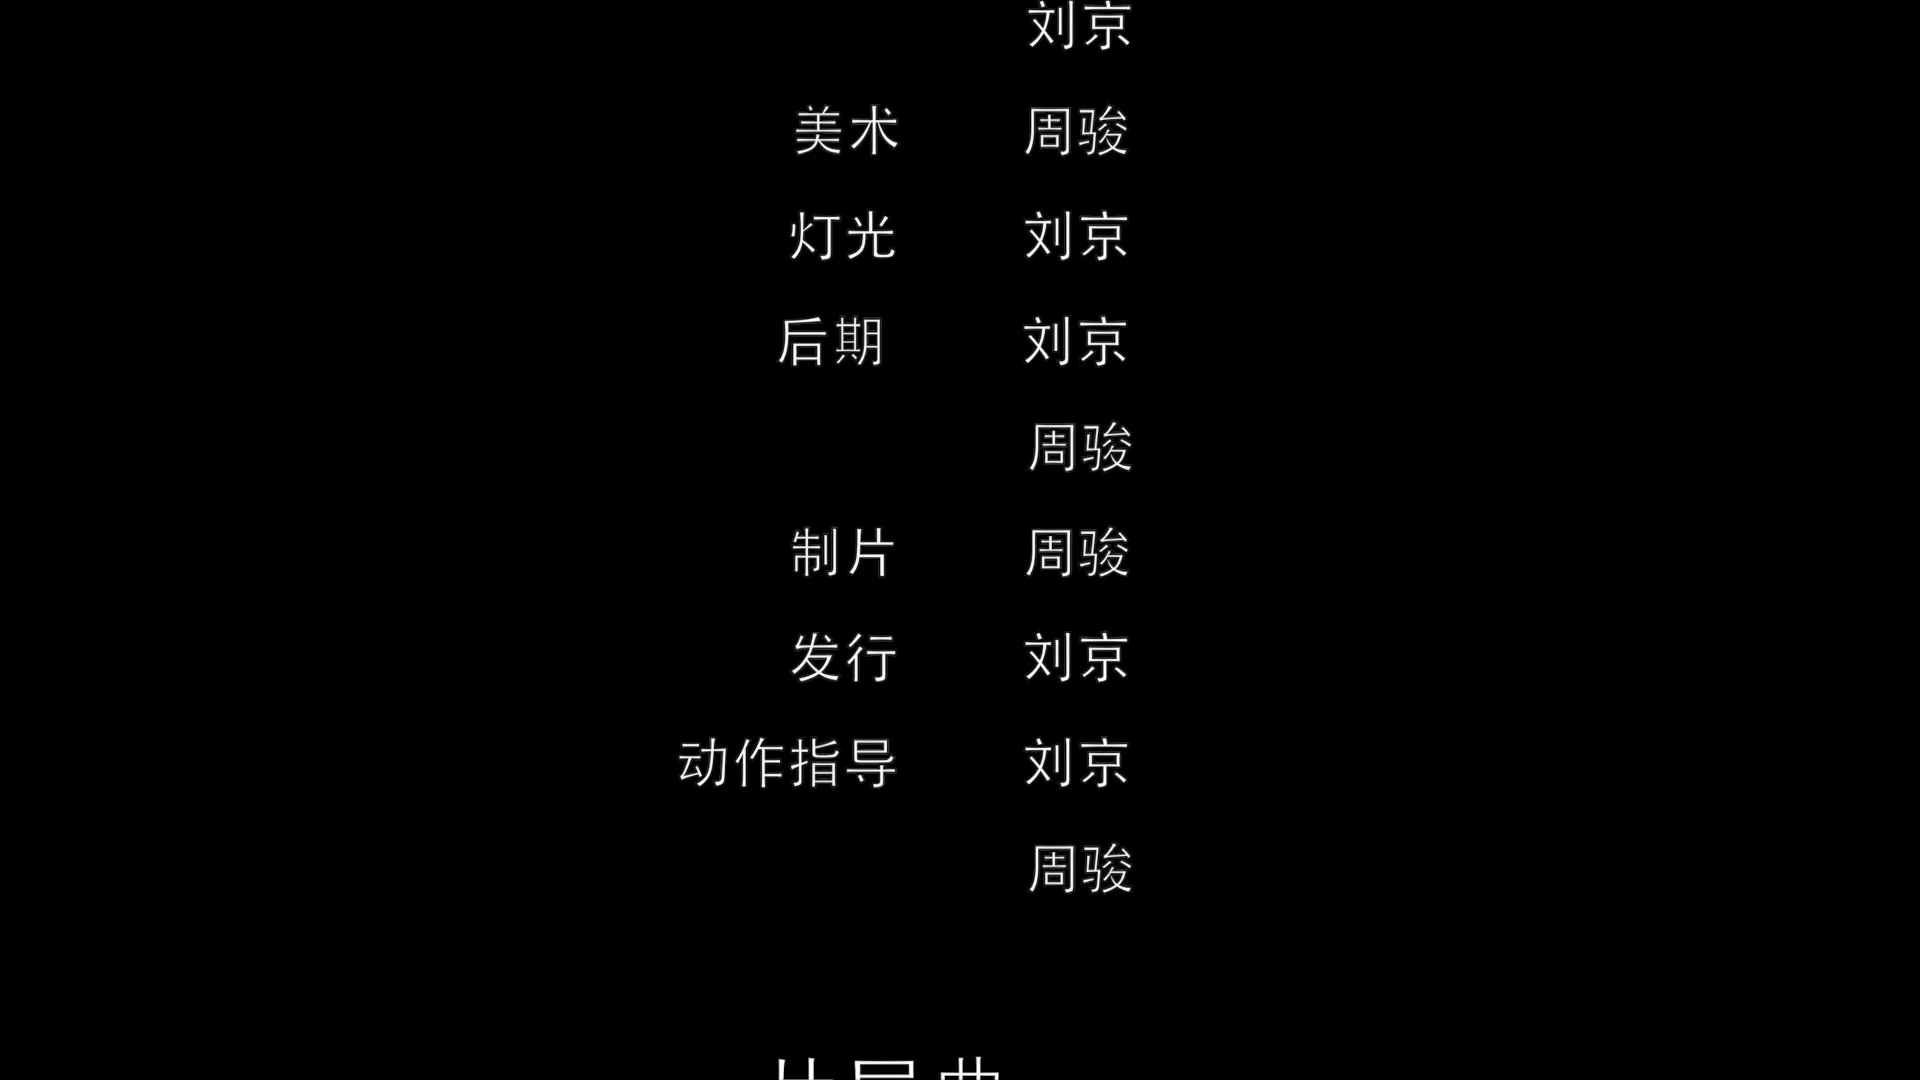 刘京
美术 周骏
灯光 刘京
后期 刘京
周骏
制片 周骏
发行 刘京
动作指导 刘京
周骏